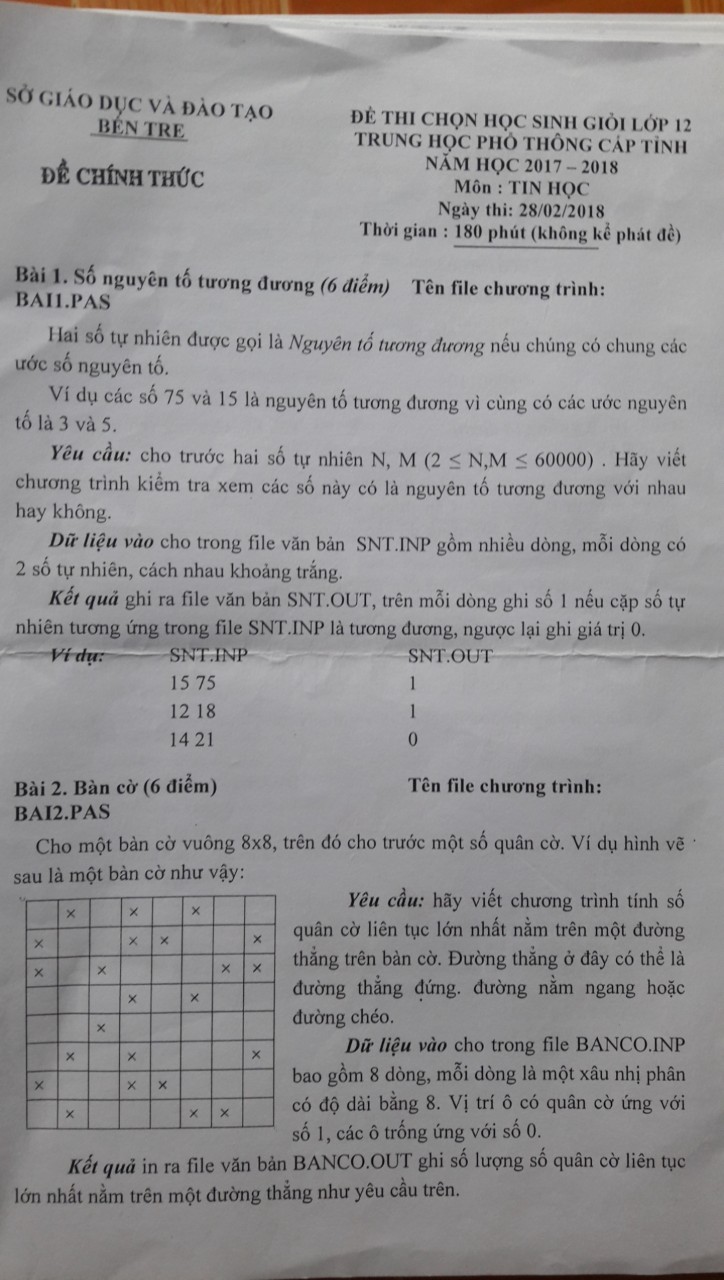 SỞ GIÁO DỤC VÀ ĐÀO TẠO
BẾN TRE
ĐỀ CHÍNH THỨC
ĐỀ THI CHỌN HỌC SINH GIỎI LỚP 12
TRUNG HỌC PHỔ THÔNG CẤP TỈNH
NĂM HỌC 2017 – 2018
Môn : TIN HỌC
Ngày thi: 28/02/2018
Thời gian : 180 phút (không kể phát đề)
Bài 1. Số nguyên tố tương đương (6 điểm) Tên file chương trình:
BAI1.PAS
Hai số tự nhiên được gọi là Nguyên tố tương đương nếu chúng có chung các
ước số nguyên tố.
Ví dụ các số 75 và 15 là nguyên tố tương đương vì cùng có các ước nguyên
tố là 3 và 5.
Yêu cầu: cho trước hai số tự nhiên N, M (2 ≤ N,M ≤ 60000) . Hãy viết
chương trình kiểm tra xem các số này có là nguyên tố tương đương với nhau
hay không.
Dữ liệu vào cho trong file văn bản SNT.INP gồm nhiều dòng, mỗi dòng có
2 số tự nhiên, cách nhau khoảng trắng.
Kết quả ghi ra file văn bản SNT.OUT, trên mỗi dòng ghi số 1 nếu cặp số tự
nhiên tương ứng trong file SNT.INP là tương đương, ngược lại ghi giá trị 0.
Ví dụ: SNT.INP SNT.OUT
15 75 1
12 18 1
14 21 0
Bài 2. Bàn cờ (6 điểm) Tên file chương trình:
BAI2.PAS
Cho một bàn cờ vuông 8x8, trên đó cho trước một số quân cờ. Ví dụ hình vẽ
sau là một bàn cờ như vậy:
× × ×
× × × ×
× × × ×
× ×
×
× × ×
× × ×
× × ×
Yêu cầu: hãy viết chương trình tính số
quân cờ liên tục lớn nhất nằm trên một đường
thẳng trên bàn cờ. Đường thẳng ở đây có thể là
đường thẳng đứng. đường nằm ngang hoặc
đường chéo.
Dữ liệu vào cho trong file BANCO.INP
bao gồm 8 dòng, mỗi dòng là một xâu nhị phân
có độ dài bằng 8. Vị trí ô có quân cờ ứng với
số 1, các ô trống ứng với số 0.
Kết quả in ra file văn bản BANCO.OUT ghi số lượng số quân cờ liên tục
lớn nhất nằm trên một đường thẳng như yêu cầu trên.